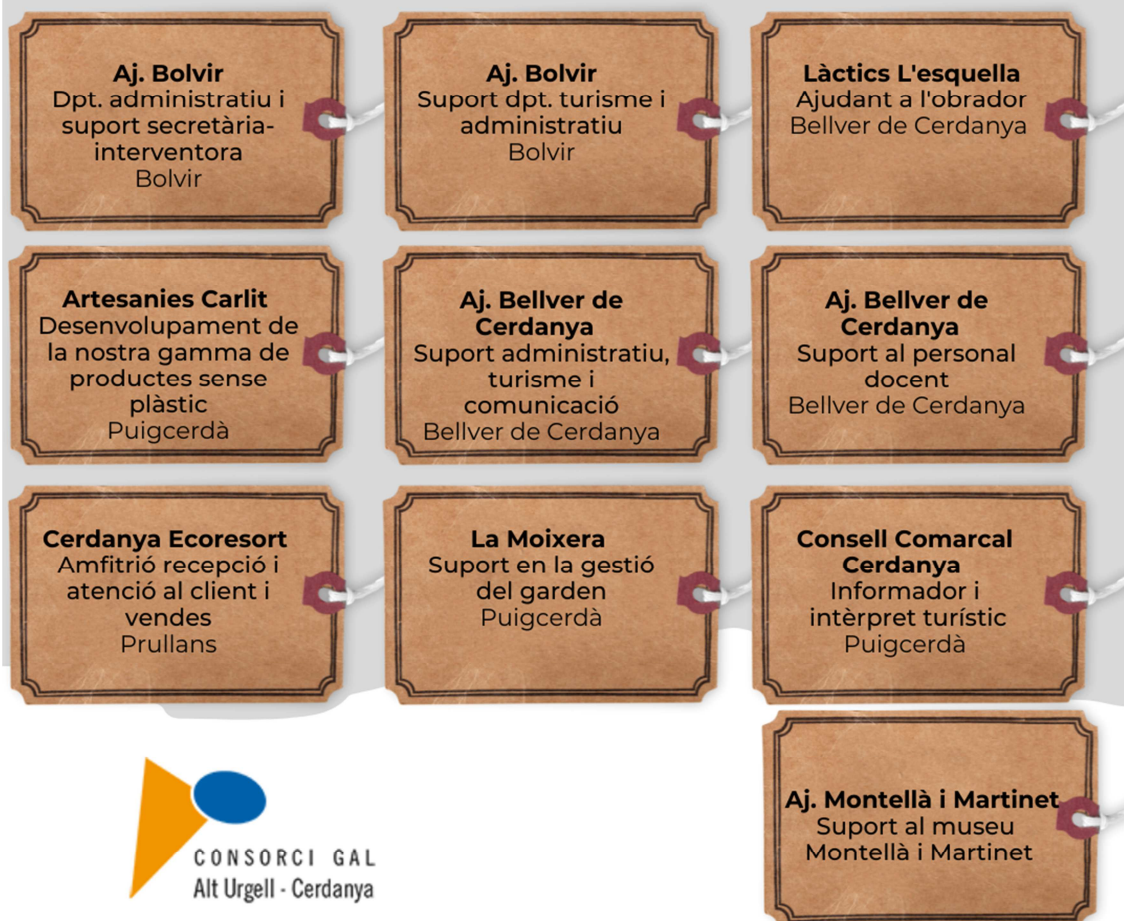 Aj. Bolvir
Dpt. administratiu i
suport secretària-
interventora
Bolvir
Aj. Bolvir
Suport dpt. turisme i
administratiu
Bolvir
Làctics L'esquella
Ajudant a l'obrador
Bellver de Cerdanya
Artesanies Carlit
Desenvolupament de
la nostra gamma de
productes sense
plàstic
Puigcerdà
Aj. Bellver de
Cerdanya
Suport administratiu,
turisme i
comunicació
Bellver de Cerdanya
Aj. Bellver de
Cerdanya
Suport al personal
docent
Bellver de Cerdanya
Cerdanya Ecoresort
Amfitrió recepció i
atenció al client i
vendes
Prullans
La Moixera
Suport en la gestió
del garden
Puigcerdà
Consell Comarcal
Cerdanya
Informador i
intèrpret turístic
Puigcerdà
Aj. Montellà i Martinet
Suport al museu
Montellà i Martinet
CONSORCI GAL
Alt Urgell - Cerdanya